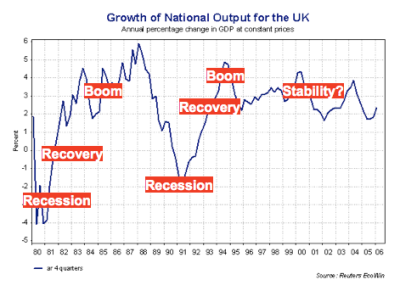 Growth of National Output for the UK
Annual percentage change in GDP at constant prices
6
5
4
3
2
1
0
-1
-2
-3
-4
-5
Percent
Boom
Boom
Stability?
Recovery
Recovery
Recession
Recession
80 81 82 83 84 85 86 87 88 89 90 91 92 93 94 95 96 97 98 99 00 01 02 03 04 05 06
ar 4 quarters
Source: Reuters EcoWin